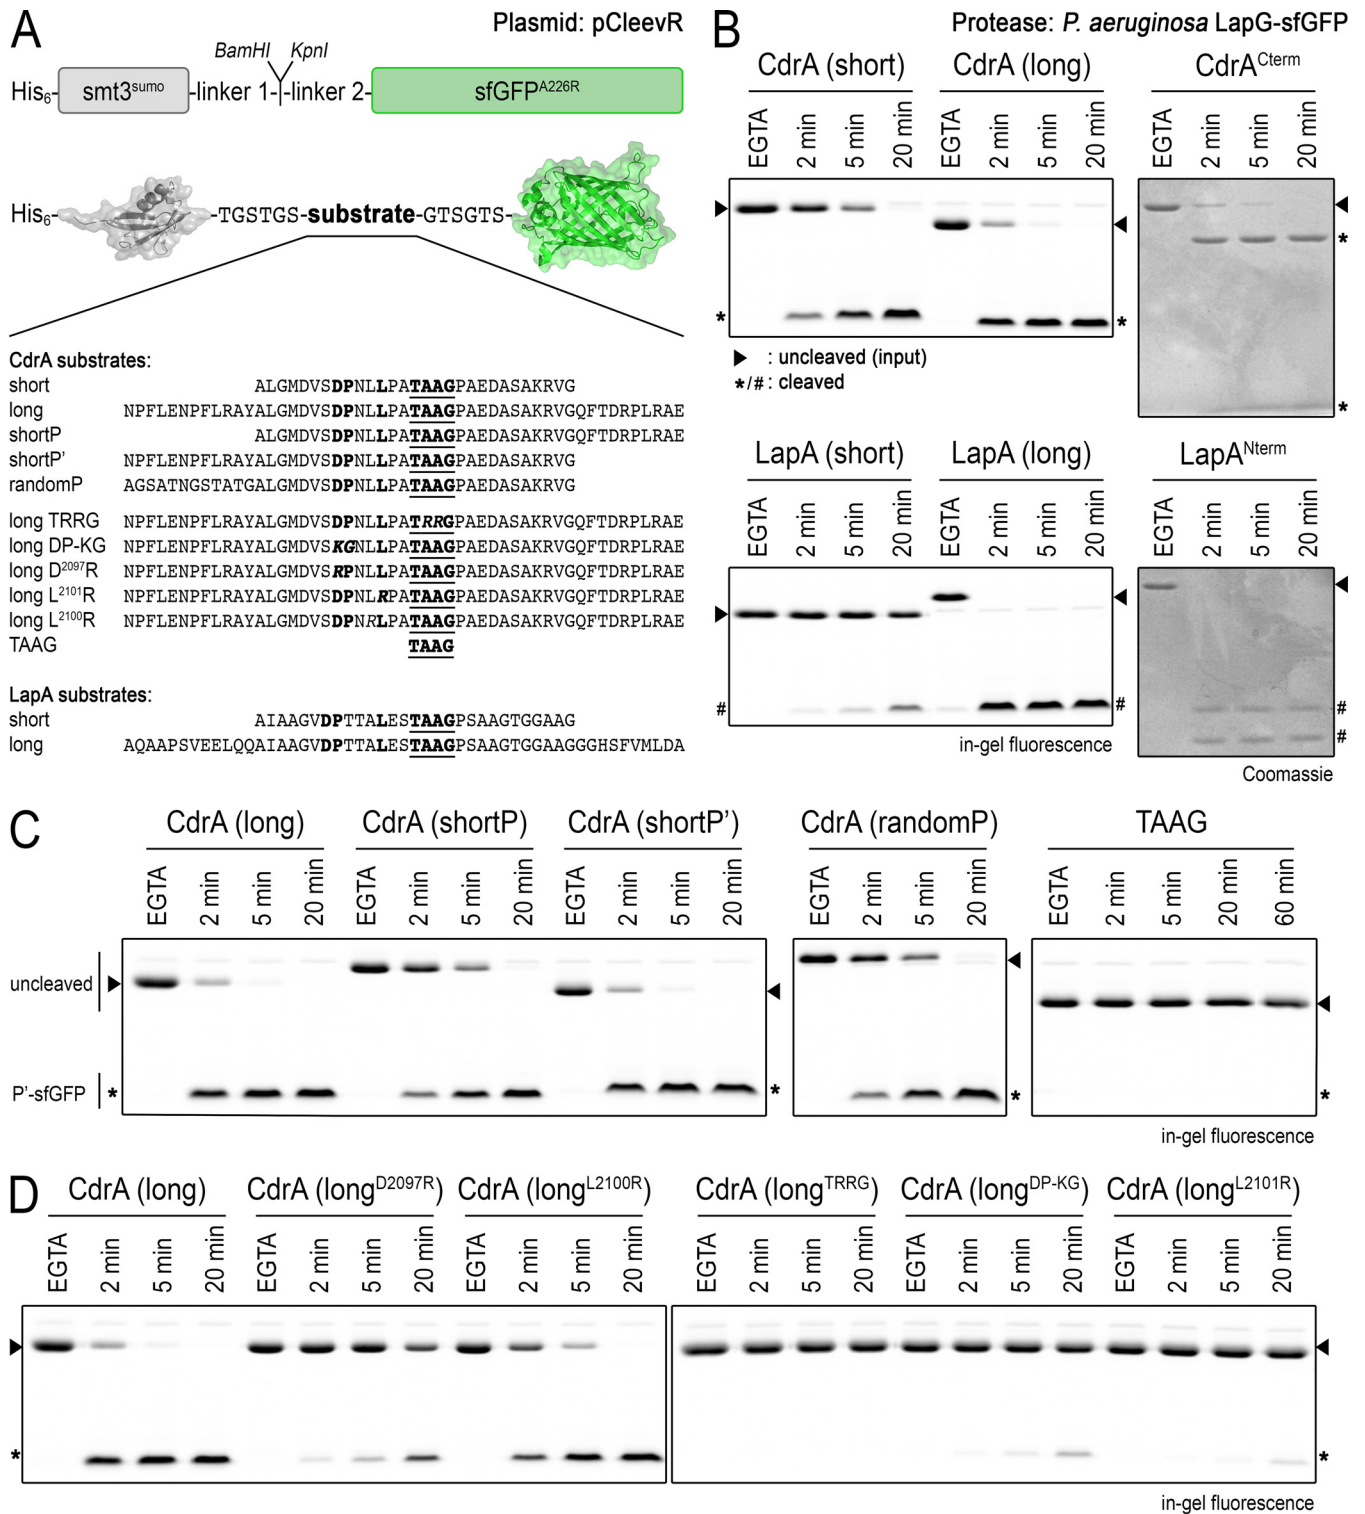 A
Plasmid: pCleevR
BamHI KpnI
His6-smt3sumo-linker 1-linker 2-sfGFPA226R
His6-TGSTGS-substrate-GTSGTS-
CdrA substrates:
short ALGMDVSDPNLLPATAAGPAEDASAKRVG
long NPFLENPFLRAYALGMDVSDPNLLPATAAGPAEDASAKRVGQFTDRPLRAE
shortP ALGMDVSDPNLLPATAAGPAEDASAKRVGQFTDRPLRAE
shortP' NPFLENPFLRAYALGMDVSDPNLLPATAAGPAEDASAKRVG
randomP AGSATNGSTATGALGMDVSDPNLLPATAAGPAEDASAKRVG
long TRRG NPFLENPFLRAYALGMDVSDPNLLPATRRGPAEDASAKRVGQFTDRPLRAE
long DP-KG NPFLENPFLRAYALGMDVSKGNLLPATAAGPAEDASAKRVGQFTDRPLRAE
long D2097R NPFLENPFLRAYALGMDVSRPNLLPATAAGPAEDASAKRVGQFTDRPLRAE
long L2101R NPFLENPFLRAYALGMDVSDPNLRPATAAGPAEDASAKRVGQFTDRPLRAE
long L2100R NPFLENPFLRAYALGMDVSDPNRLPATAAGPAEDASAKRVGQFTDRPLRAE
TAAG TAAG
LapA substrates:
short AIAAGVDPTTALESTAAGPSAAGTGGAAG
long AQAAPSVEELQQAIAAGVDPTTALESTAAGPSAAGTGGAAGGGHSFVMLDA
B
Protease: P. aeruginosa LapG-sfGFP
CdrA (short) CdrA (long) CdrACterm
EGTA 2 min 5 min 20 min EGTA 2 min 5 min 20 min EGTA 2 min 5 min 20 min
*
*
*
*
▶ : uncleaved (input)
*/# : cleaved
LapA (short) LapA (long) LapANterm
EGTA 2 min 5 min 20 min EGTA 2 min 5 min 20 min EGTA 2 min 5 min 20 min
#
#
#
#
in-gel fluorescence
Coomassie
C
CdrA (long) CdrA (shortP) CdrA (shortP') CdrA (randomP) TAAG
EGTA 2 min 5 min 20 min EGTA 2 min 5 min 20 min EGTA 2 min 5 min 20 min EGTA 2 min 5 min 20 min EGTA 2 min 5 min 20 min 60 min
uncleaved
P'-sfGFP * * * *
in-gel fluorescence
D
CdrA (long) CdrA (longD2097R) CdrA (longL2100R) CdrA (longTRRG) CdrA (longDP-KG) CdrA (longL2101R)
EGTA 2 min 5 min 20 min EGTA 2 min 5 min 20 min EGTA 2 min 5 min 20 min EGTA 2 min 5 min 20 min EGTA 2 min 5 min 20 min EGTA 2 min 5 min 20 min
* *
in-gel fluorescence